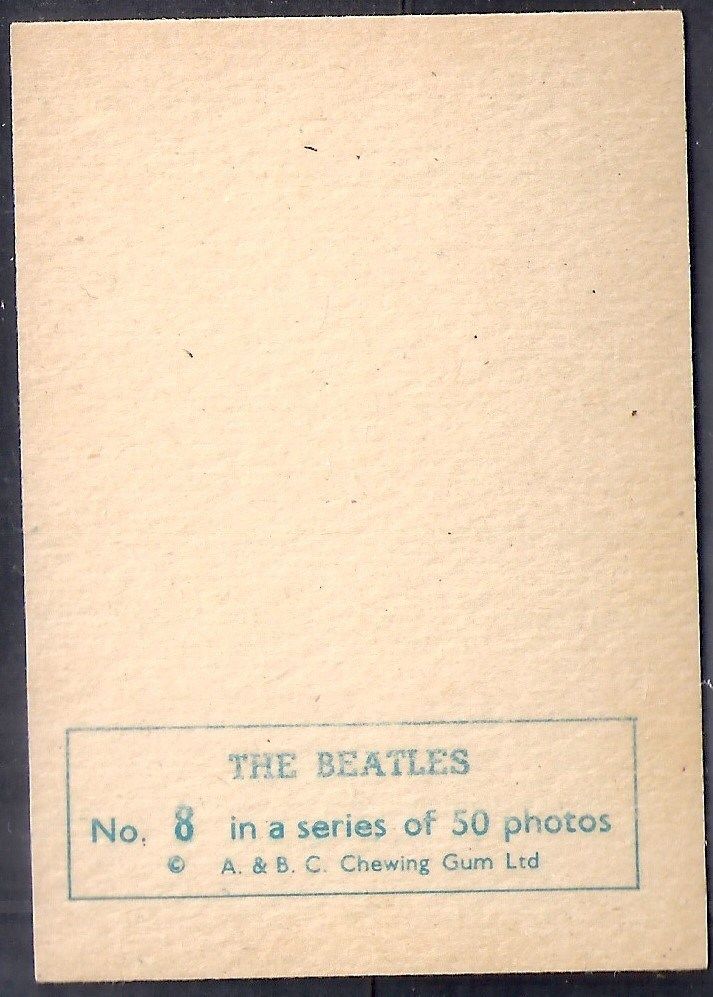 THE BEATLES
No. 8 in a series of 50 photos
© A. & B. C. Chewing Gum Ltd